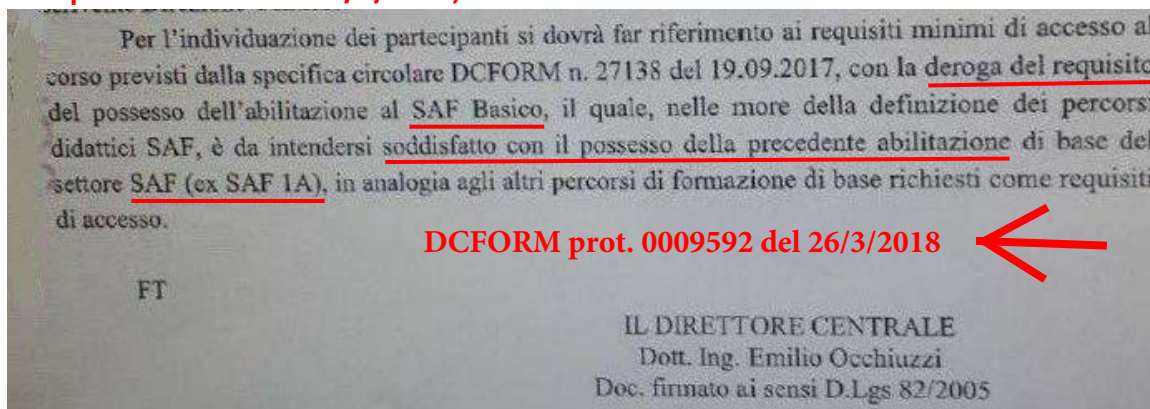 Per l'individuazione dei partecipanti si dovrà far riferimento ai requisiti minimi di accesso al
corso previsti dalla specifica circolare DCFORM n. 27138 del 19.09.2017, con la deroga del requisito
del possesso dell'abilitazione al SAF Basico, il quale, nelle more della definizione dei percorsi
didattici SAF, è da intendersi soddisfatto con il possesso della precedente abilitazione di base del
settore SAF (ex SAF 1A), in analogia agli altri percorsi di formazione di base richiesti come requisiti
di accesso.
DCFORM prot. 0009592 del 26/3/2018
FT
IL DIRETTORE CENTRALE
Dott. Ing. Emilio Occhiuzzi
Doc. firmato ai sensi D.Lgs 82/2005